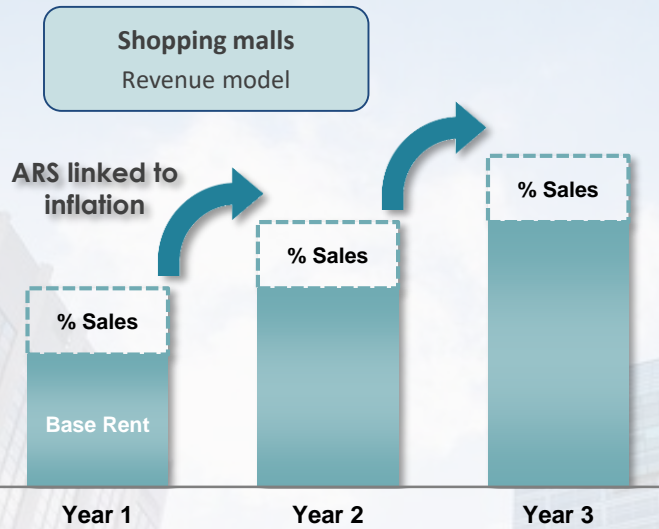 Shopping malls
Revenue model
ARS linked to
inflation
% Sales
% Sales
% Sales
Base Rent
Year 1
Year 2
Year 3